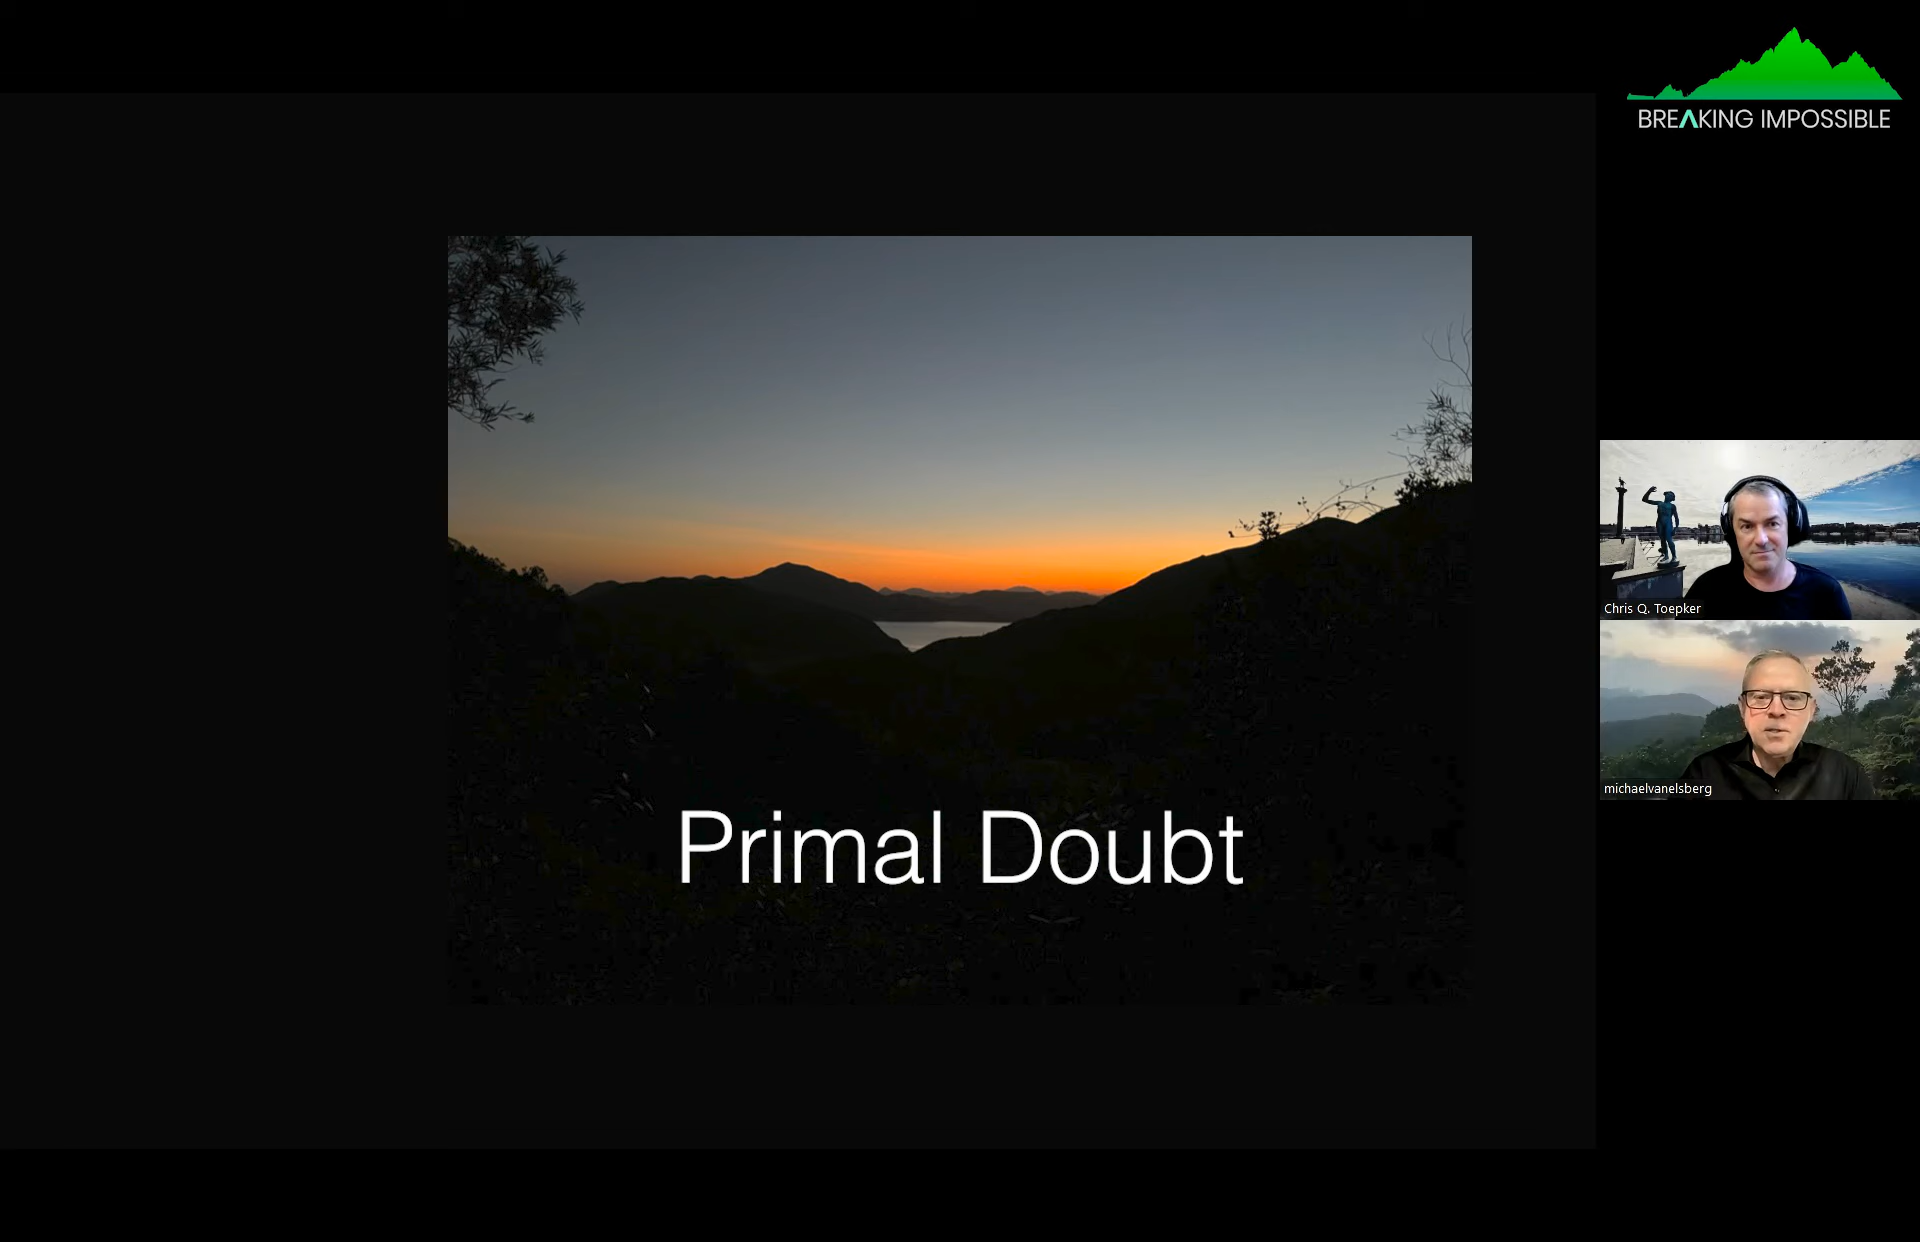 BREAKING IMPOSSIBLE
Chris Q. Toepker
michaelvanelsberg
Primal Doubt